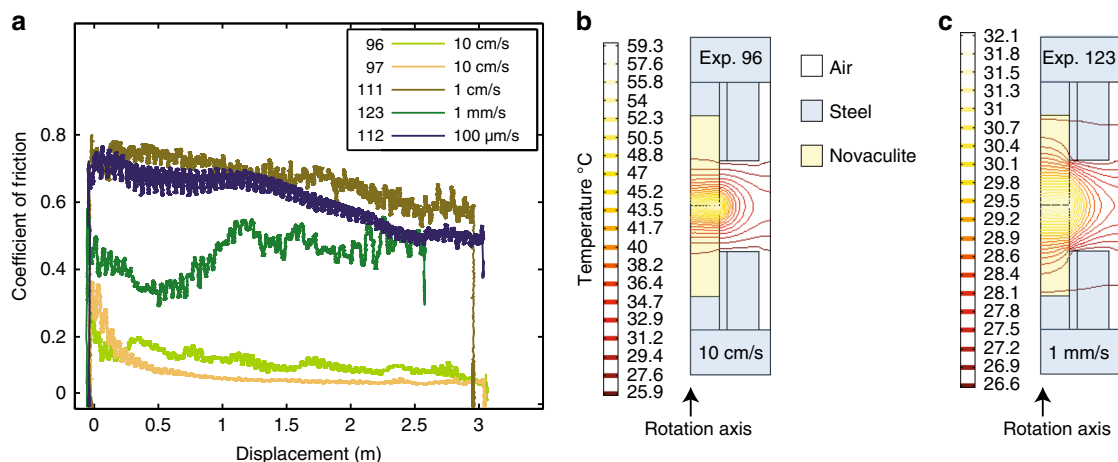 a
96 10 cm/s
97 10 cm/s
111 1 cm/s
123 1 mm/s
112 100 µm/s
Coefficient of friction
0.8
0.6
0.4
0.2
0
0 0.5 1 1.5 2 2.5 3
Displacement (m)
b
Temperature °C
59.3
57.6
55.8
54
52.3
50.5
48.8
47
45.2
43.5
41.7
40
38.2
36.4
34.7
32.9
31.2
29.4
27.6
25.9
Exp. 96
10 cm/s
Rotation axis
Air
Steel
Novaculite
c
32.1
31.8
31.5
31.3
31
30.7
30.4
30.1
29.8
29.5
29.2
28.9
28.6
28.4
28.1
27.8
27.5
27.2
26.9
26.6
Exp. 123
1 mm/s
Rotation axis